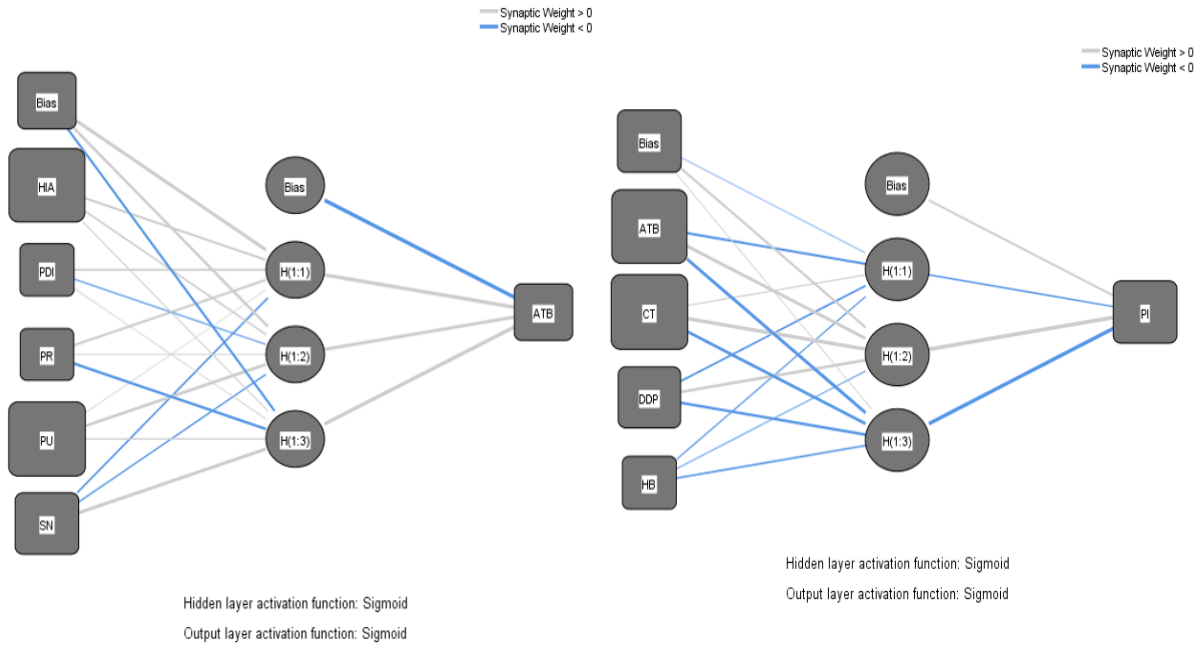 Synaptic Weight > 0
Synaptic Weight < 0
Bias
HIA
PDI
PR
PU
SN
Bias
H(1:1)
H(1:2)
H(1:3)
ATB
Hidden layer activation function: Sigmoid
Output layer activation function: Sigmoid
Synaptic Weight > 0
Synaptic Weight < 0
Bias
ATB
CT
DDP
HB
Bias
H(1:1)
H(1:2)
H(1:3)
PI
Hidden layer activation function: Sigmoid
Output layer activation function: Sigmoid